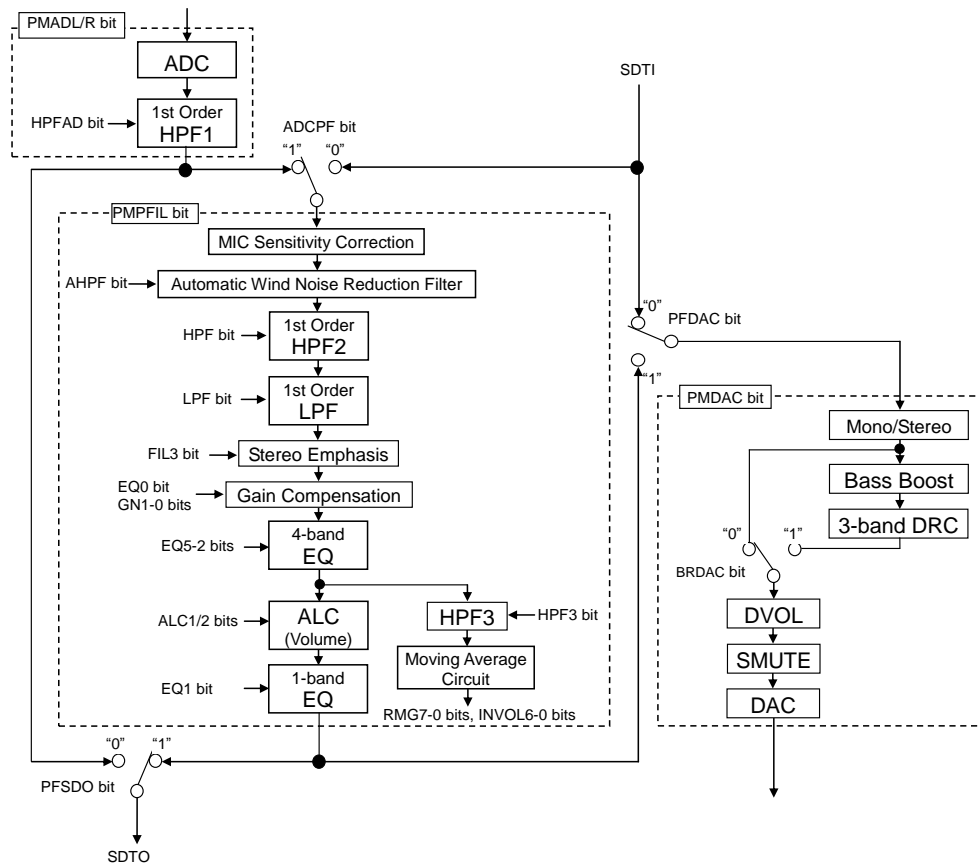 PMADL/R bit
ADC
SDTI
1st Order
HPF1
HPFAD bit
ADCPF bit
“1”
“0”
PMPFIL bit
MIC Sensitivity Correction
AHPF bit
Automatic Wind Noise Reduction Filter
“0”
PFDAC bit
“1”
HPF bit
1st Order
HPF2
LPF bit
1st Order
LPF
PMDAC bit
Mono/Stereo
FIL3 bit
Stereo Emphasis
Bass Boost
EQ0 bit
GN1-0 bits
Gain Compensation
3-band DRC
EQ5-2 bits
4-band
EQ
“0”
“1”
BRDAC bit
ALC1/2 bits
ALC
(Volume)
HPF3
HPF3 bit
DVOL
Moving Average
Circuit
SMUTE
EQ1 bit
1-band
EQ
RMG7-0 bits, INVOL6-0 bits
DAC
“0”
“1”
PFSDO bit
SDTO